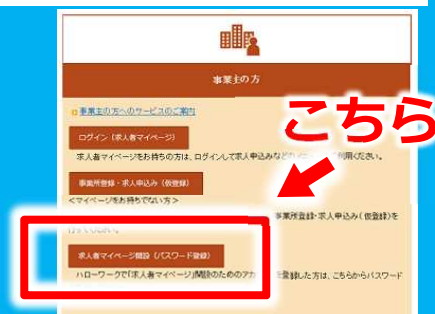 事業主の方
事業主の方へのサービスのご案内
こちら
ログイン（求人者マイページ）
求人者マイページをお持ちの方は、ログインして求人申込みなどの 利用ください。
事業所登録・求人申込み（仮登録）
＜マイページをお持ちでない方＞
事業所登録・求人申込み（仮登録）を
求人者マイページ開設（パスワード登録）
ハローワークで「求人者マイページ」開設のためのアカ を登録した方は、こちらからパスワード